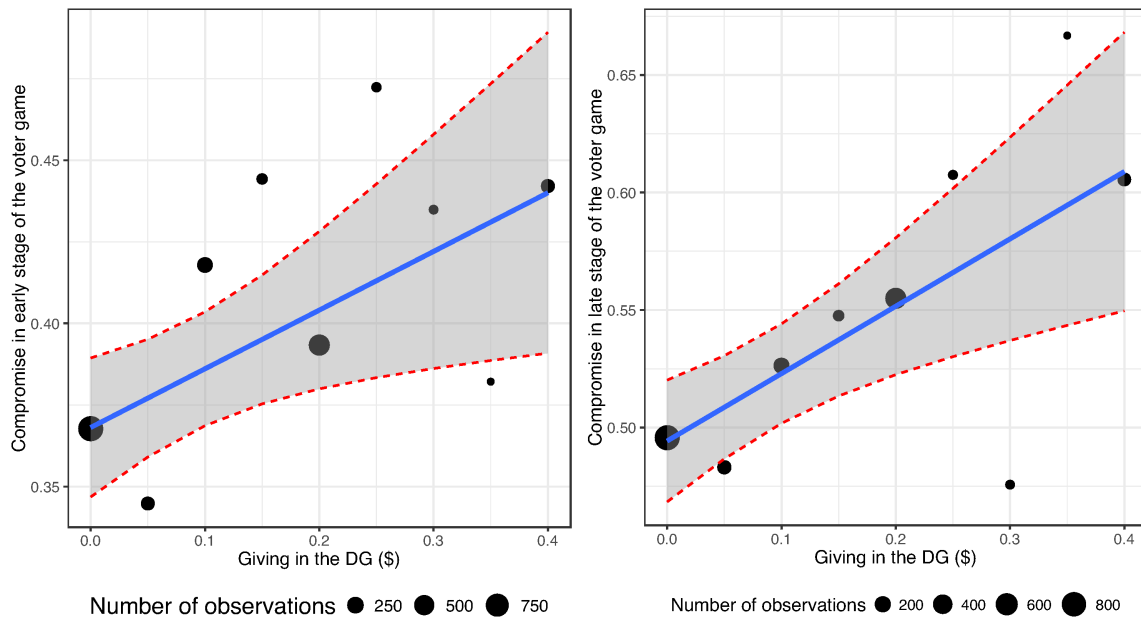 Compromise in early stage of the voter game
0.45
0.40
0.35
0.0 0.1 0.2 0.3 0.4
Giving in the DG ($)
Number of observations 250 500 750
Compromise in late stage of the voter game
0.65
0.60
0.55
0.50
0.0 0.1 0.2 0.3 0.4
Giving in the DG ($)
Number of observations 200 400 600 800